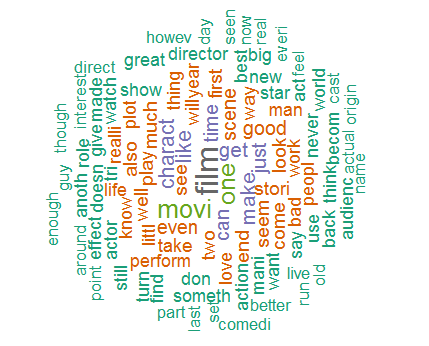 howev
day
seen
now
real
everi
direct
great
director
best
big
interest
show
thing
will
year
first
new
star
act
feel
though
give
made
watch
plot
much
scene
way
man
never
world
cast
origin
actual
guy
role
anoth
realli
also
play
charact
like
see
time
get
good
look
work
peopl
think
becom
audienc
name
enough
doesn
tri
life
well
film
one
just
stori
effect
actor
know
movi
can
make
seem
bad
use
back
around
littl
even
two
end
come
say
point
still
take
perform
love
action
mani
want
live
old
turn
find
don
someth
set
better
run
part
last
comedi